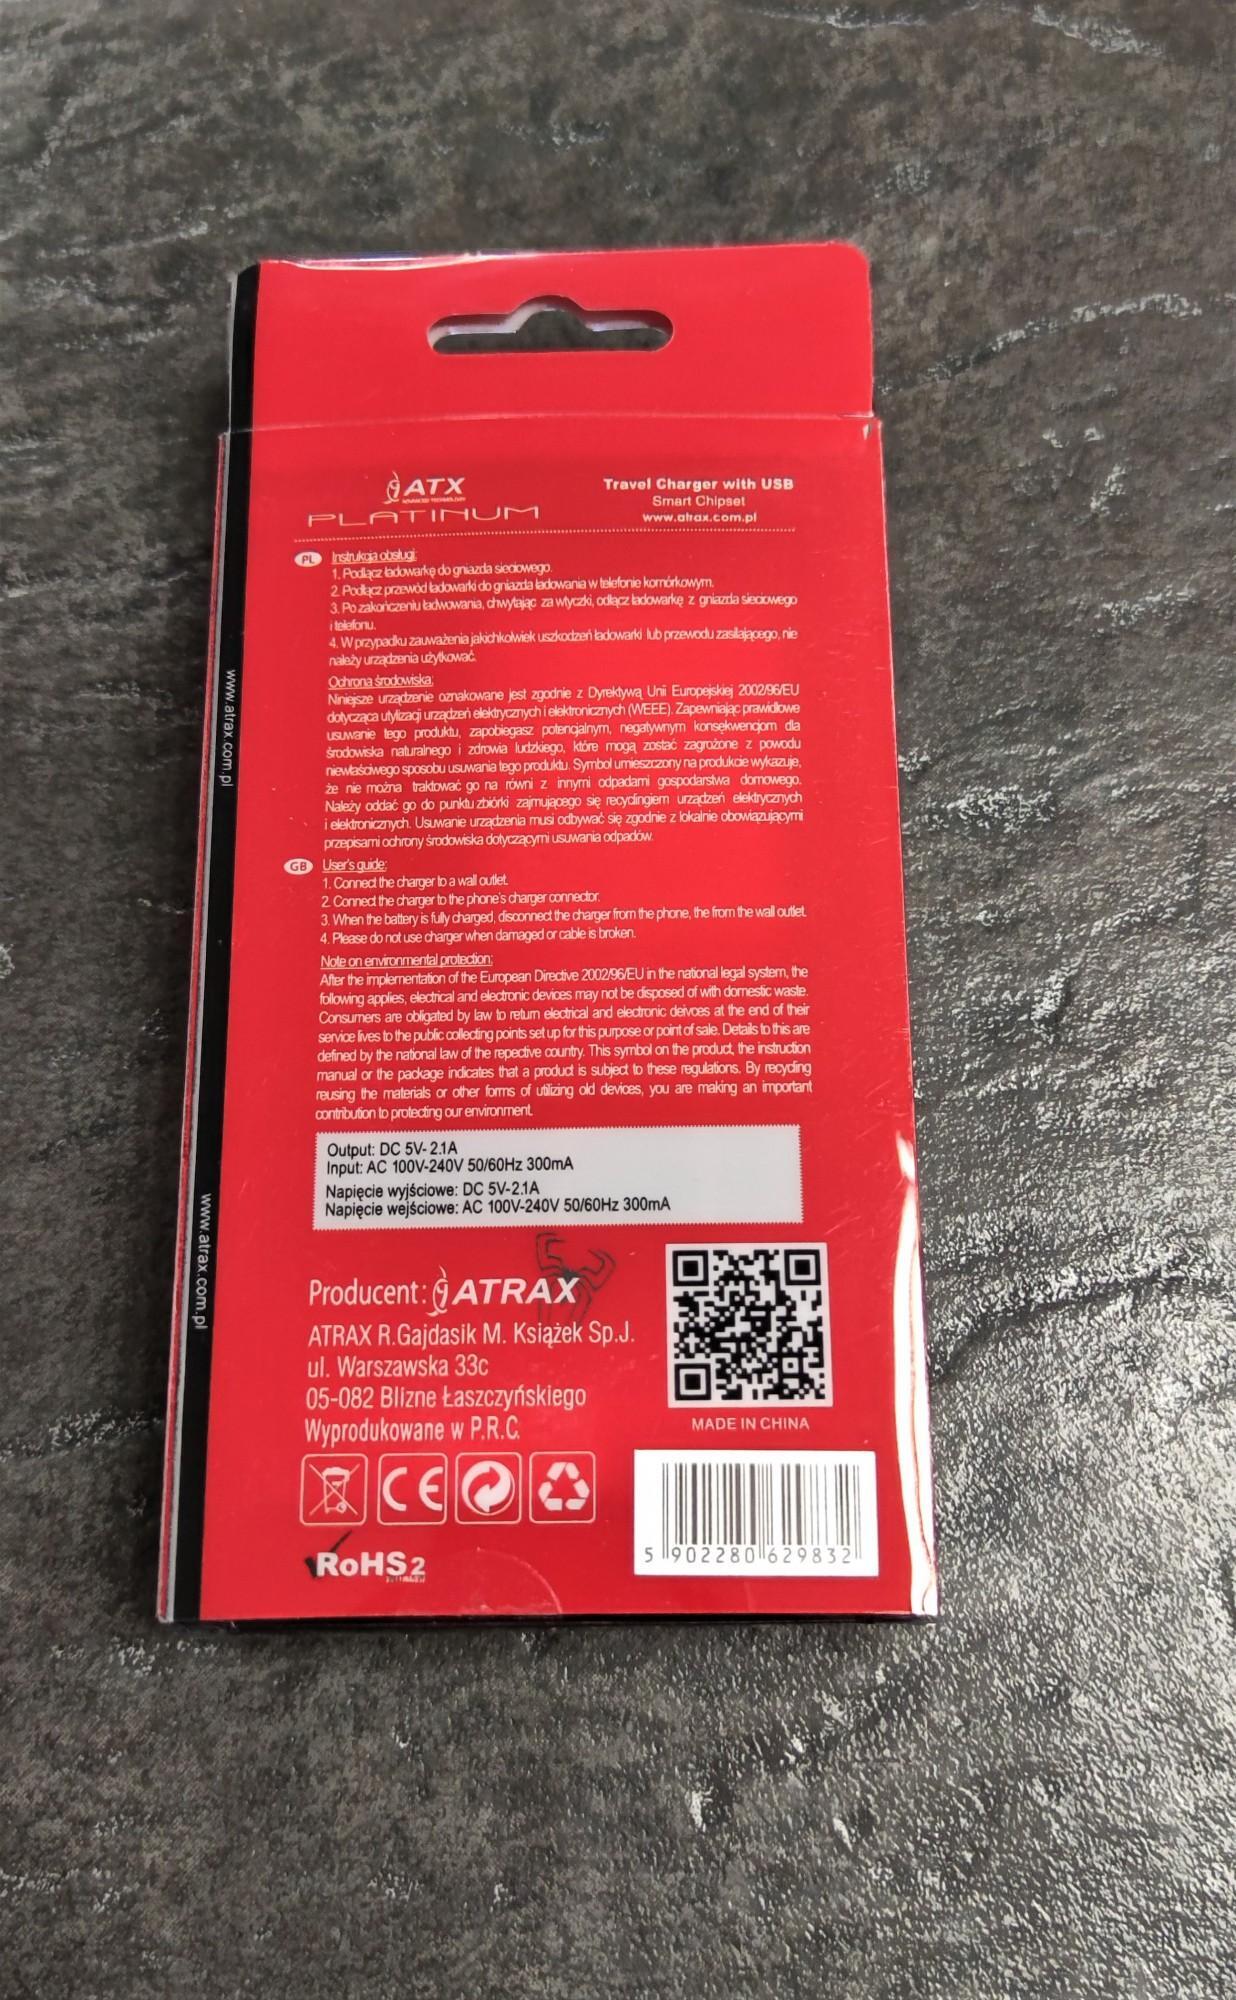 ATX
ADVANCED TECHNOLOGY
PLATINUM
Travel Charger with USB
Smart Chipset
www.atrax.com.pl
PL
Instrukcja obsługi:
1. Podłącz ładowarkę do gniazda sieciowego.
2. Podłącz przewód ładowarki do gniazda ładowania w telefonie komórkowym.
3. Po zakończeniu ładwowania, chwytając za wtyczki, odłącz ładowarkę z gniazda sieciowego
i telefonu.
4. W przypadku zauważenia jakichkolwiek uszkodzeń ładowarki lub przewodu zasilającego, nie
należy urządzenia użytkować.
Ochrona środowiska:
Niniejsze urządzenie oznakowane jest zgodnie z Dyrektywą Unii Europejskiej 2002/96/EU
dotycząca utylizacji urządzeń elektrycznych i elektronicznych (WEEE). Zapewniając prawidłowe
usuwanie tego produktu, zapobiegasz potencjalnym, negatywnym konsekwencjom dla
środowiska naturalnego i zdrowia ludzkiego, które mogą zostać zagrożone z powodu
niewłaściwego sposobu usuwania tego produktu. Symbol umieszczony na produkcie wykazuje,
że nie można traktować go na równi z innymi odpadami gospodarstwa domowego.
Należy oddać go do punktu zbiórki zajmującego się recyclingiem urządzeń elektrycznych
i elektronicznych. Usuwanie urządzenia musi odbywać się zgodnie z lokalnie obowiązującymi
przepisami ochrony środowiska dotyczącymi usuwania odpadów.
GB
User's guide:
1. Connect the charger to a wall outlet.
2. Connect the charger to the phone's charger connector.
3. When the battery is fully charged, disconnect the charger from the phone, the from the wall outlet.
4. Please do not use charger when damaged or cable is broken.
Note on environmental protection:
After the implementation of the European Directive 2002/96/EU in the national legal system, the
following applies, electrical and electronic devices may not be disposed of with domestic waste.
Consumers are obligated by law to return electrical and electronic deivces at the end of their
service lives to the public collecting points set up for this purpose or point of sale. Details to this are
defined by the national law of the repective country. This symbol on the product, the instruction
manual or the package indicates that a product is subject to these regulations. By recycling
reusing the materials or other forms of utilizing old devices, you are making an important
contribution to protecting our environment.
Output: DC 5V- 2.1A
Input: AC 100V-240V 50/60Hz 300mA
Napięcie wyjściowe: DC 5V-2.1A
Napięcie wejściowe: AC 100V-240V 50/60Hz 300mA
Producent: ATRAX
ATRAX R.Gajdasik M. Książek Sp.J.
ul. Warszawska 33c
05-082 Blizne Łaszczyńskiego
Wyprodukowane w P.R.C.
MADE IN CHINA
CE
RoHS2
5 902280 629832
www.atrax.com.pl
www.atrax.com.pl